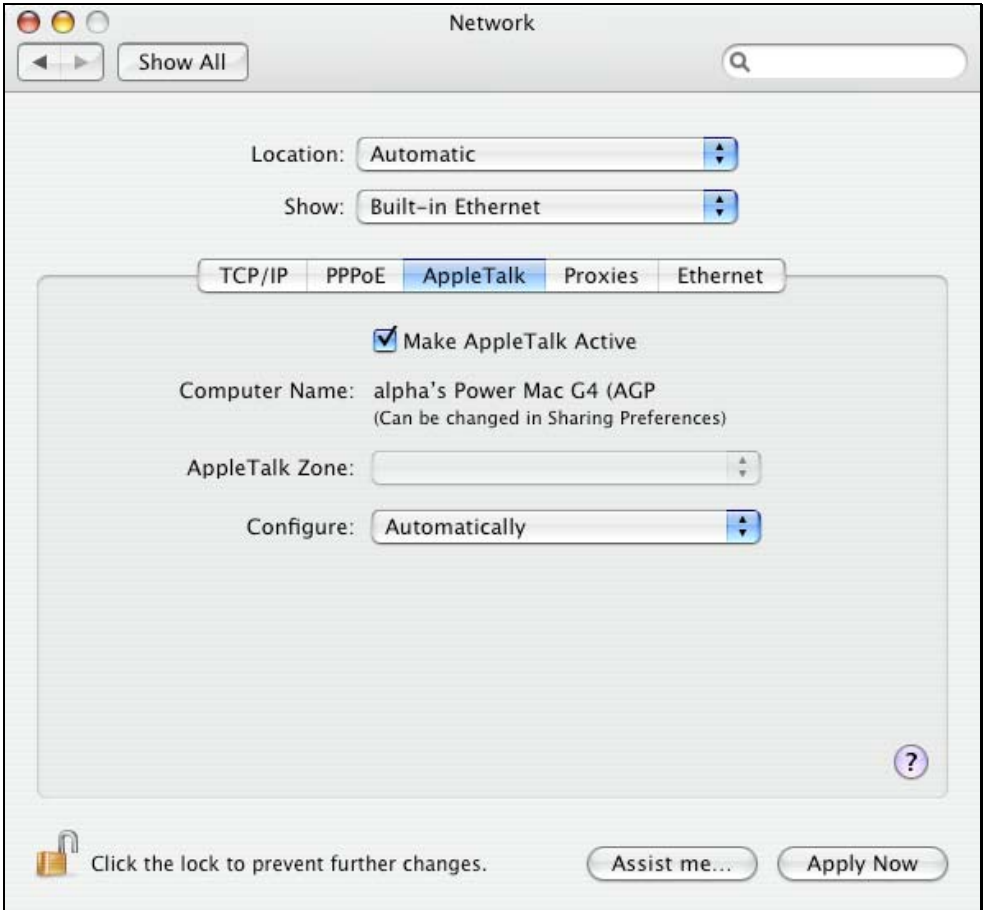 Network
Show All
Location: Automatic
Show: Built-in Ethernet
TCP/IP PPPoE AppleTalk Proxies Ethernet
Make AppleTalk Active
Computer Name: alpha's Power Mac G4 (AGP
(Can be changed in Sharing Preferences)
AppleTalk Zone:
Configure: Automatically
?
Click the lock to prevent further changes. Assist me... Apply Now